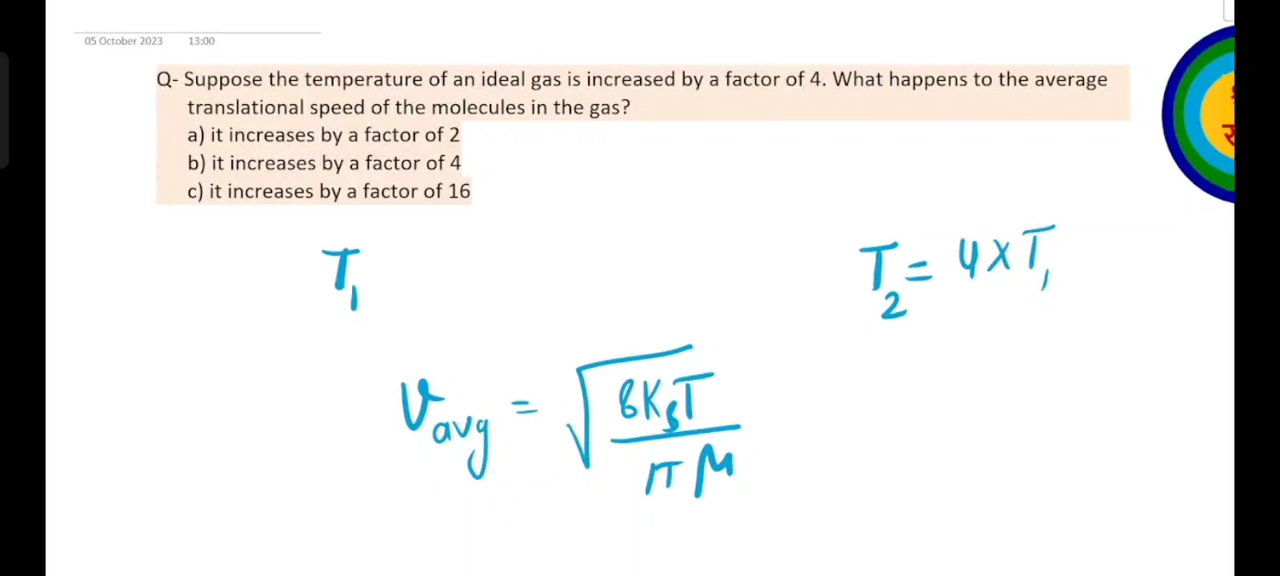 05 October 2023 13:00
Q- Suppose the temperature of an ideal gas is increased by a factor of 4. What happens to the average
translational speed of the molecules in the gas?
a) it increases by a factor of 2
b) it increases by a factor of 4
c) it increases by a factor of 16
T₁
T₂ = 4 × T₁
v_avg = √(8K_BT / πM)